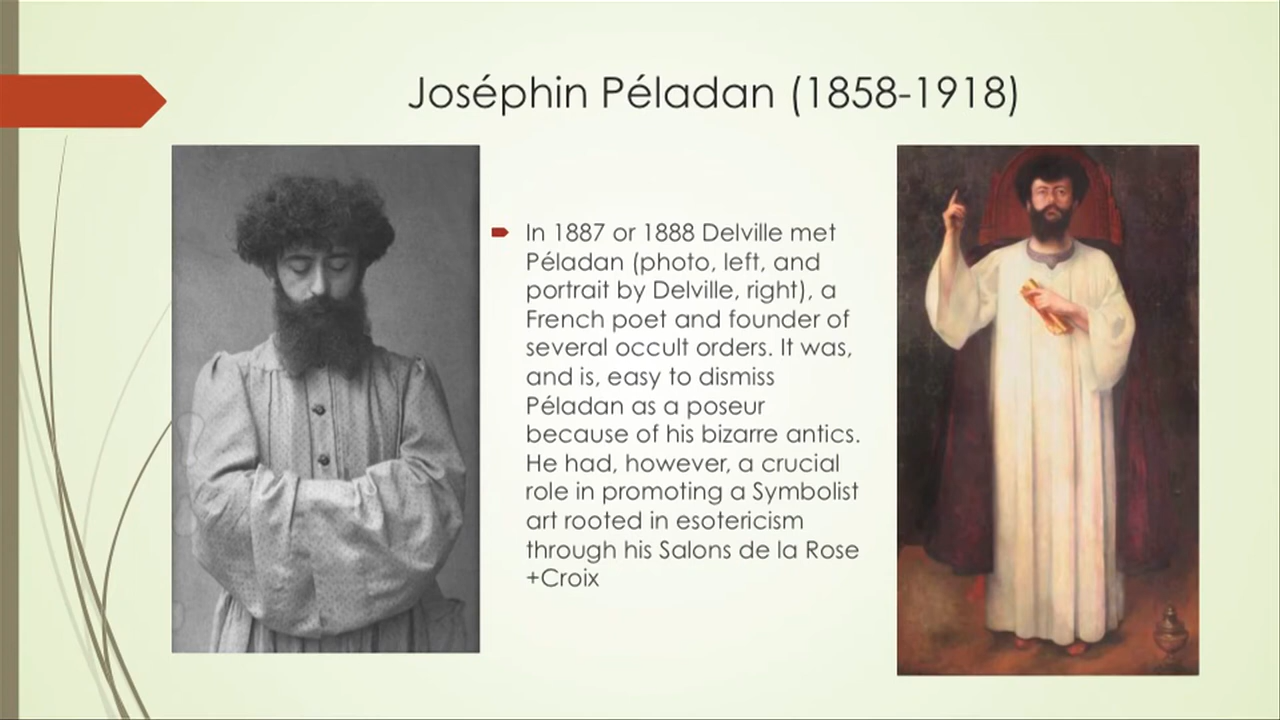 Joséphin Péladan (1858-1918)
In 1887 or 1888 Delville met
Péladan (photo, left, and
portrait by Delville, right), a
French poet and founder of
several occult orders. It was,
and is, easy to dismiss
Péladan as a poseur
because of his bizarre antics.
He had, however, a crucial
role in promoting a Symbolist
art rooted in esotericism
through his Salons de la Rose
+Croix